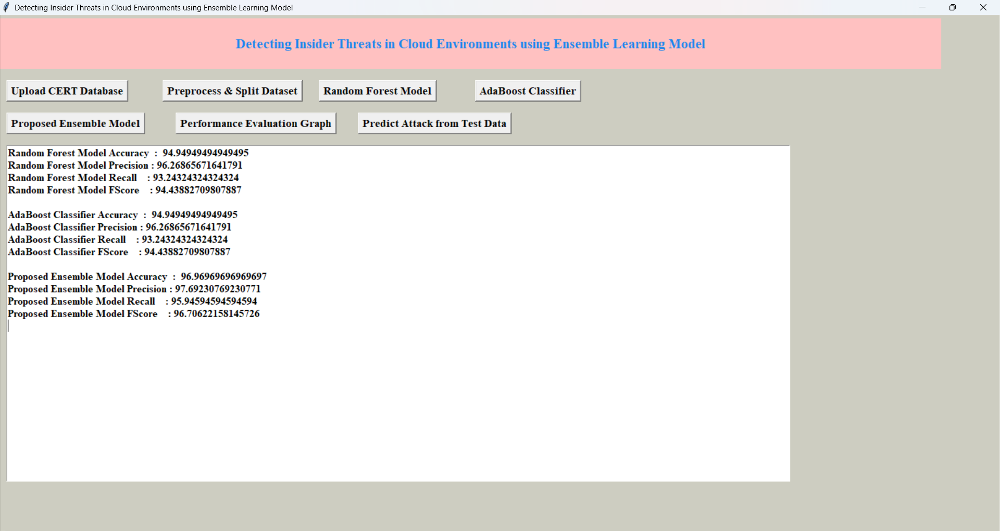 Detecting Insider Threats in Cloud Environments using Ensemble Learning Model
Detecting Insider Threats in Cloud Environments using Ensemble Learning Model
Upload CERT Database
Preprocess & Split Dataset
Random Forest Model
AdaBoost Classifier
Proposed Ensemble Model
Performance Evaluation Graph
Predict Attack from Test Data
Random Forest Model Accuracy  :  94.94949494949495
Random Forest Model Precision : 96.26865671641791
Random Forest Model Recall    : 93.24324324324324
Random Forest Model FScore    : 94.43882709807887
AdaBoost Classifier Accuracy  :  94.94949494949495
AdaBoost Classifier Precision : 96.26865671641791
AdaBoost Classifier Recall    : 93.24324324324324
AdaBoost Classifier FScore    : 94.43882709807887
Proposed Ensemble Model Accuracy  :  96.96969696969697
Proposed Ensemble Model Precision : 97.69230769230771
Proposed Ensemble Model Recall    : 95.94594594594594
Proposed Ensemble Model FScore    : 96.70622158145726